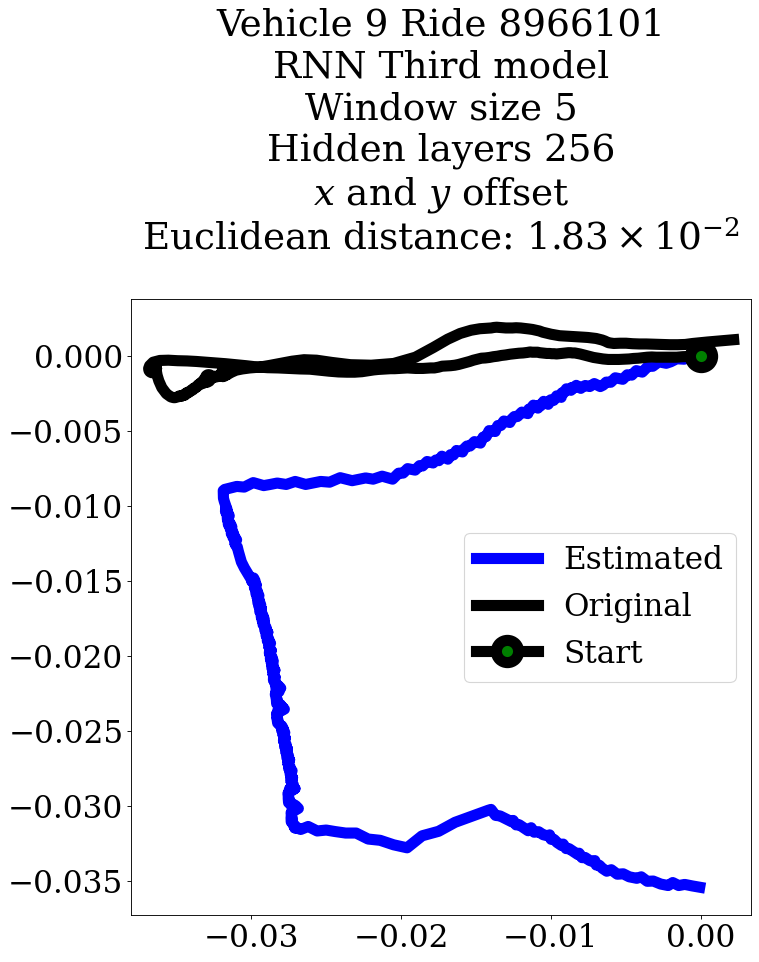 Vehicle 9 Ride 8966101
RNN Third model
Window size 5
Hidden layers 256
x and y offset
Euclidean distance: 1.83 × 10⁻²
0.000
−0.005
−0.010
−0.015
−0.020
−0.025
−0.030
−0.035
Estimated
Original
Start
−0.03 −0.02 −0.01 0.00